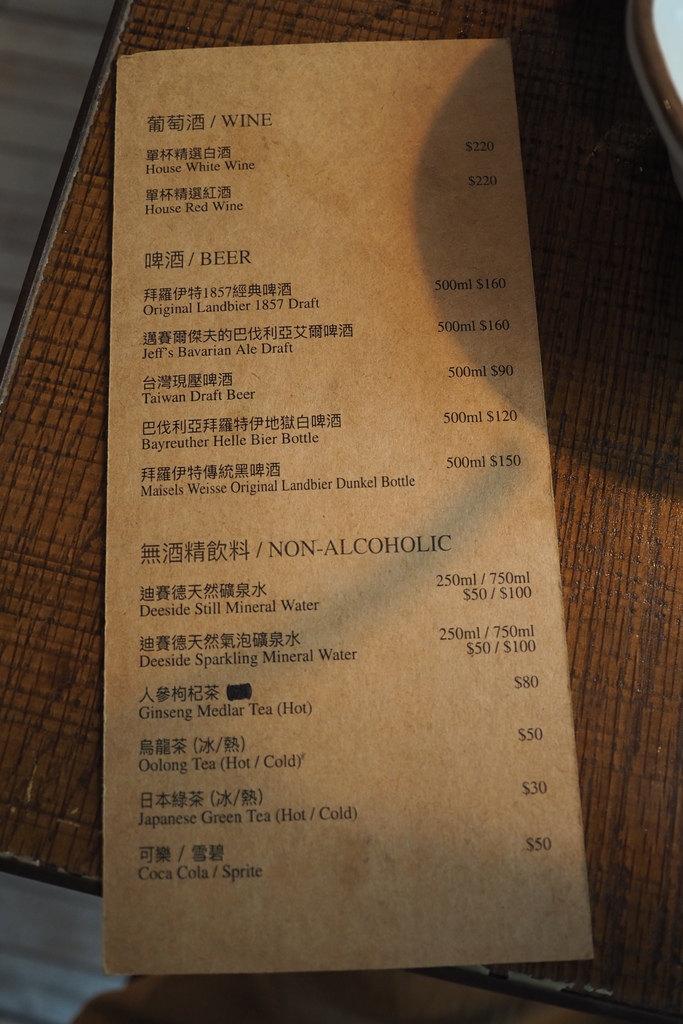 葡萄酒 / WINE
單杯精選白酒 $220
House White Wine
單杯精選紅酒 $220
House Red Wine
啤酒 / BEER
拜羅伊特1857經典啤酒 500ml $160
Original Landbier 1857 Draft
邁賽爾傑夫的巴伐利亞艾爾啤酒 500ml $160
Jeff's Bavarian Ale Draft
台灣現壓啤酒 500ml $90
Taiwan Draft Beer
巴伐利亞拜羅特伊地獄白啤酒 500ml $120
Bayreuther Helle Bier Bottle
拜羅伊特傳統黑啤酒 500ml $150
Maisels Weisse Original Landbier Dunkel Bottle
無酒精飲料 / NON-ALCOHOLIC
迪賽德天然礦泉水 250ml / 750ml
Deeside Still Mineral Water $50 / $100
迪賽德天然氣泡礦泉水 250ml / 750ml
Deeside Sparkling Mineral Water $50 / $100
人參枸杞茶 $80
Ginseng Medlar Tea (Hot)
烏龍茶 (冰/熱) $50
Oolong Tea (Hot / Cold)
日本綠茶 (冰/熱) $30
Japanese Green Tea (Hot / Cold)
可樂 / 雪碧 $50
Coca Cola / Sprite